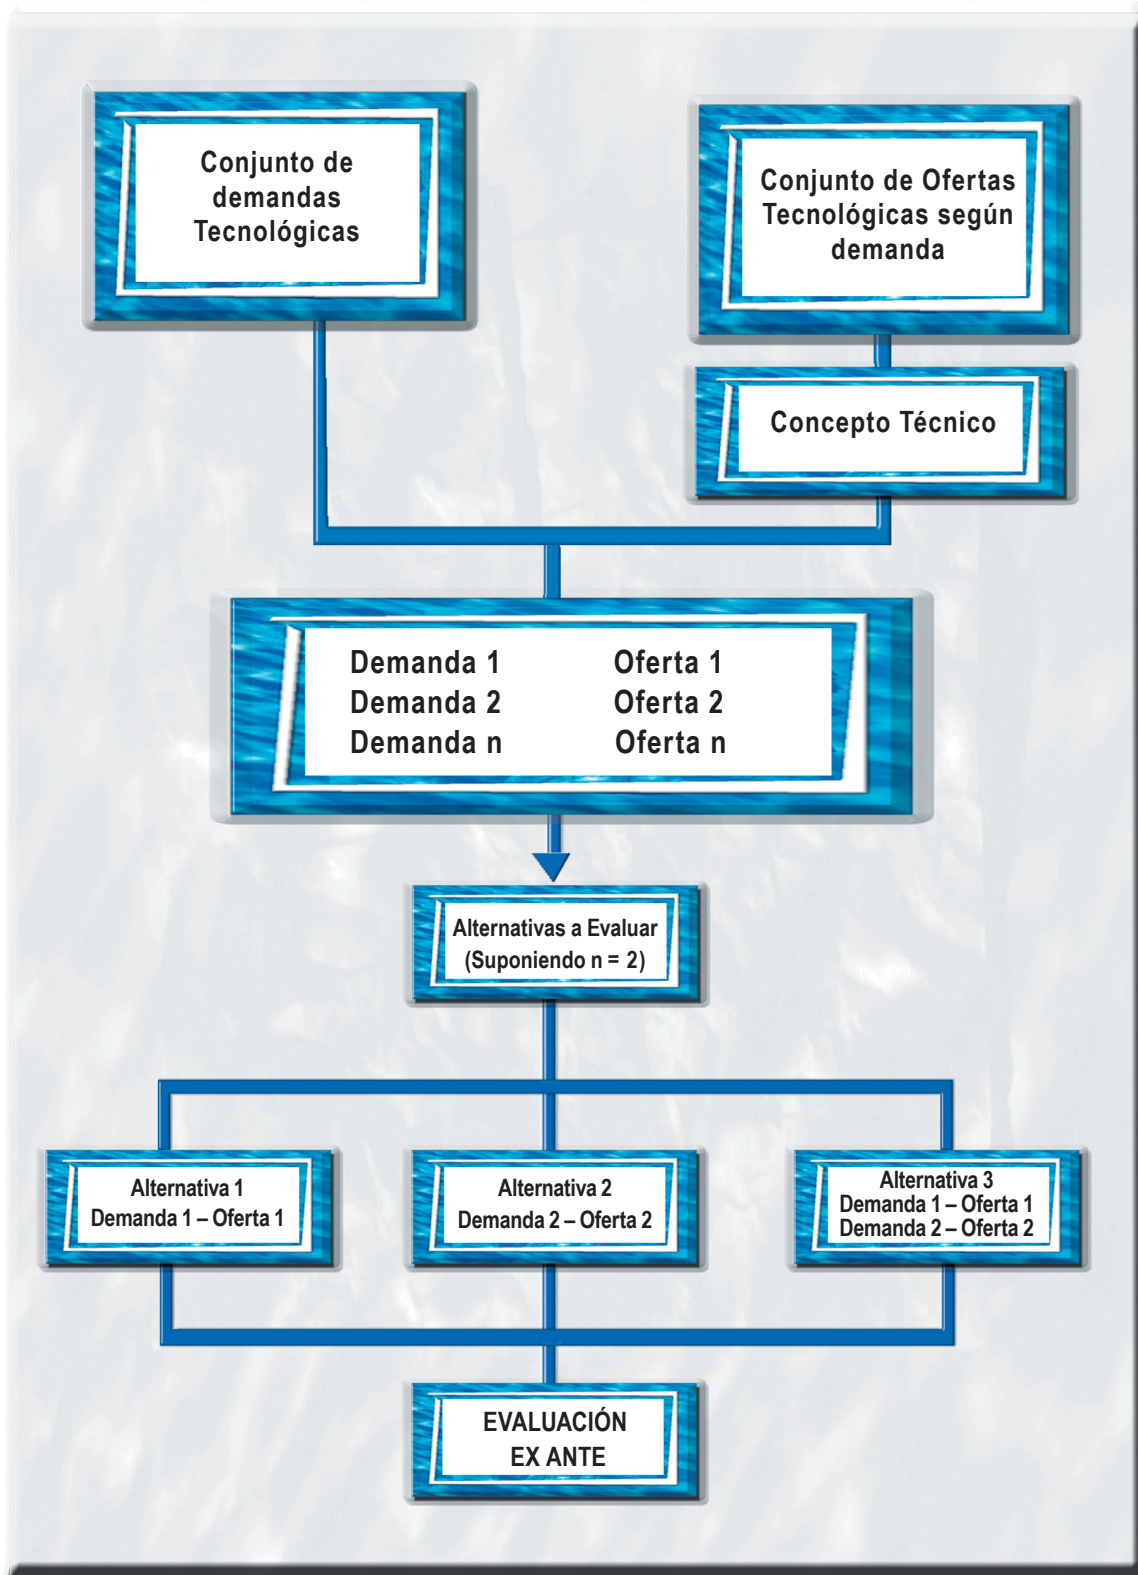 Conjunto de
demandas
Tecnológicas
Conjunto de Ofertas
Tecnológicas según
demanda
Concepto Técnico
Demanda 1 Oferta 1
Demanda 2 Oferta 2
Demanda n Oferta n
Alternativas a Evaluar
(Suponiendo n = 2)
Alternativa 1
Demanda 1 – Oferta 1
Alternativa 2
Demanda 2 – Oferta 2
Alternativa 3
Demanda 1 – Oferta 1
Demanda 2 – Oferta 2
EVALUACIÓN
EX ANTE